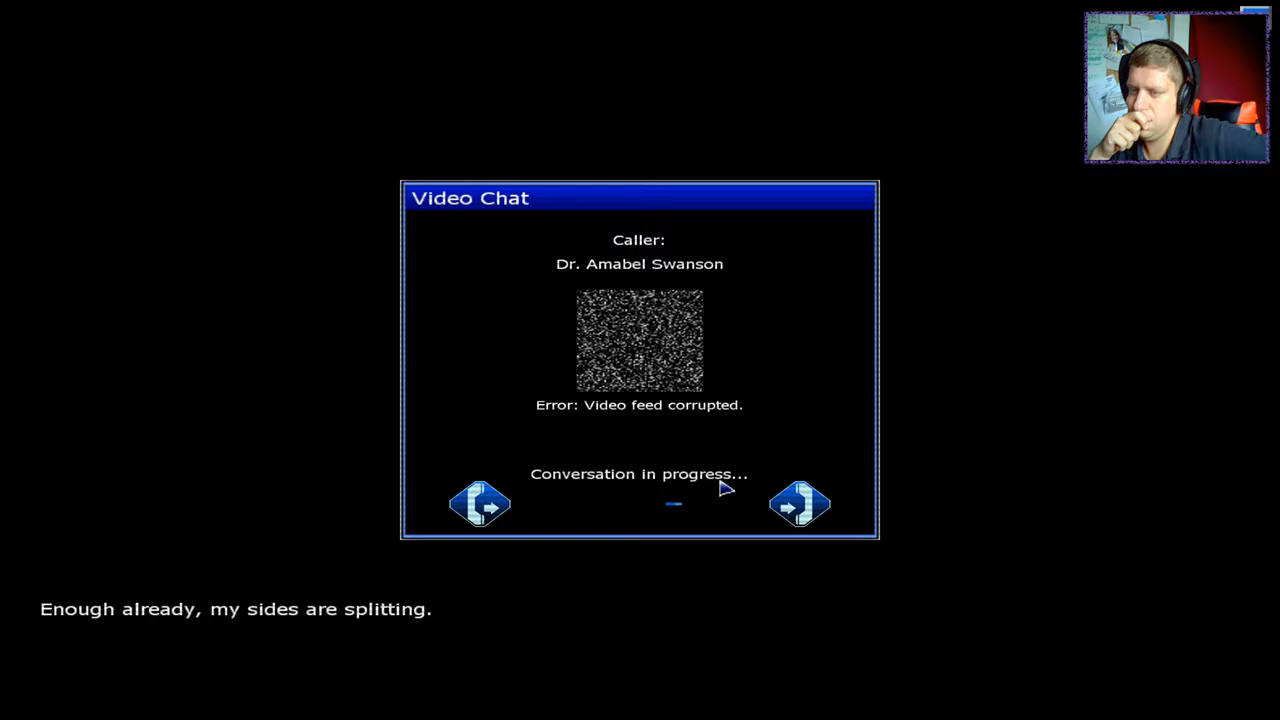 Video Chat
Caller:
Dr. Amabel Swanson
Error: Video feed corrupted.
Conversation in progress...
Enough already, my sides are splitting.